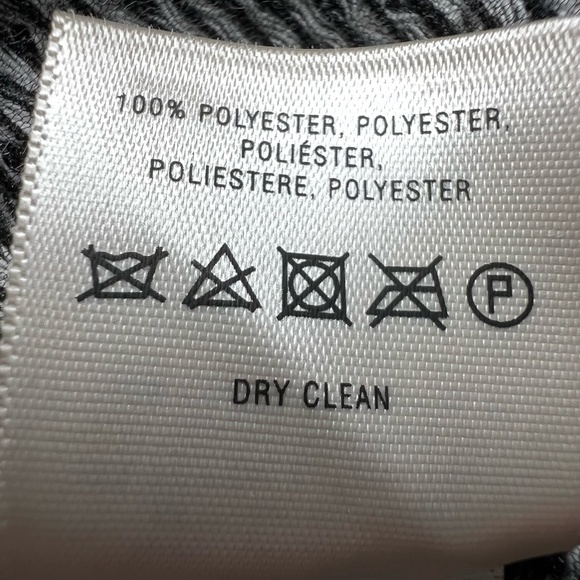 100% POLYESTER, POLYESTER,
POLIÉSTER,
POLIESTERE, POLYESTER
P
DRY CLEAN